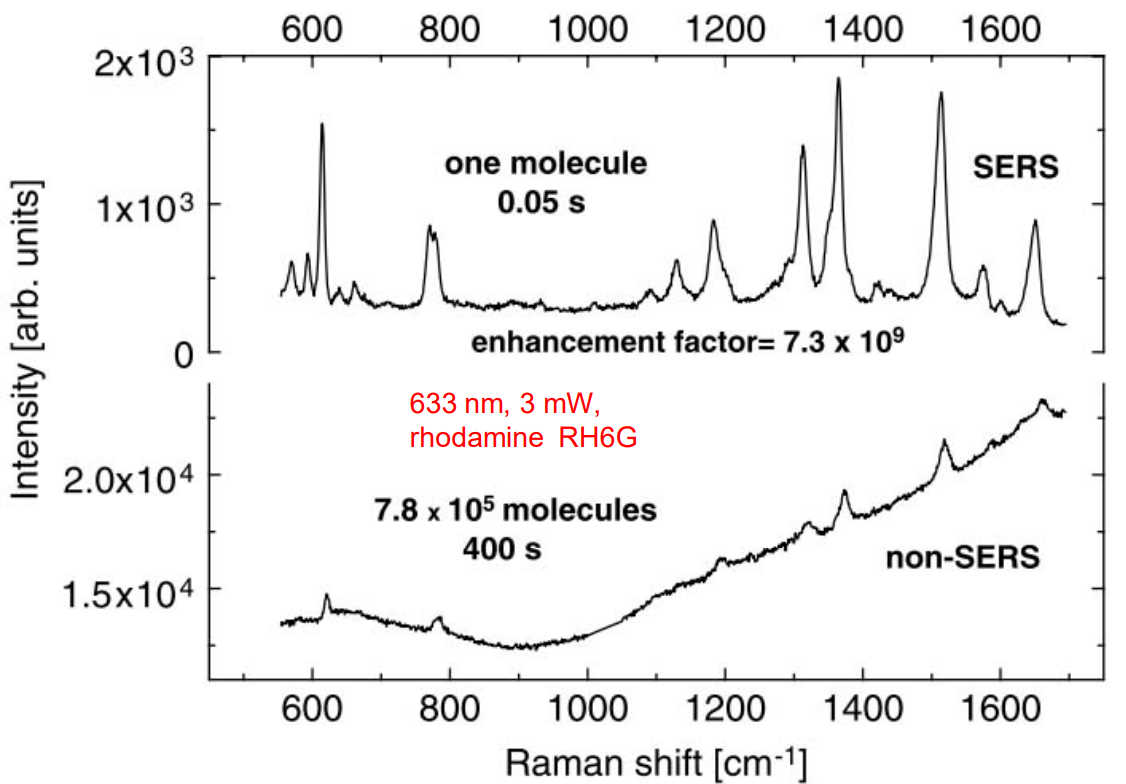 600 800 1000 1200 1400 1600
2x10³
one molecule
SERS
0.05 s
1x10³
0
enhancement factor= 7.3 x 10⁹
Intensity [arb. units]
633 nm, 3 mW,
rhodamine RH6G
2.0x10⁴
7.8 x 10⁵ molecules
400 s
non-SERS
1.5x10⁴
600 800 1000 1200 1400 1600
Raman shift [cm⁻¹]